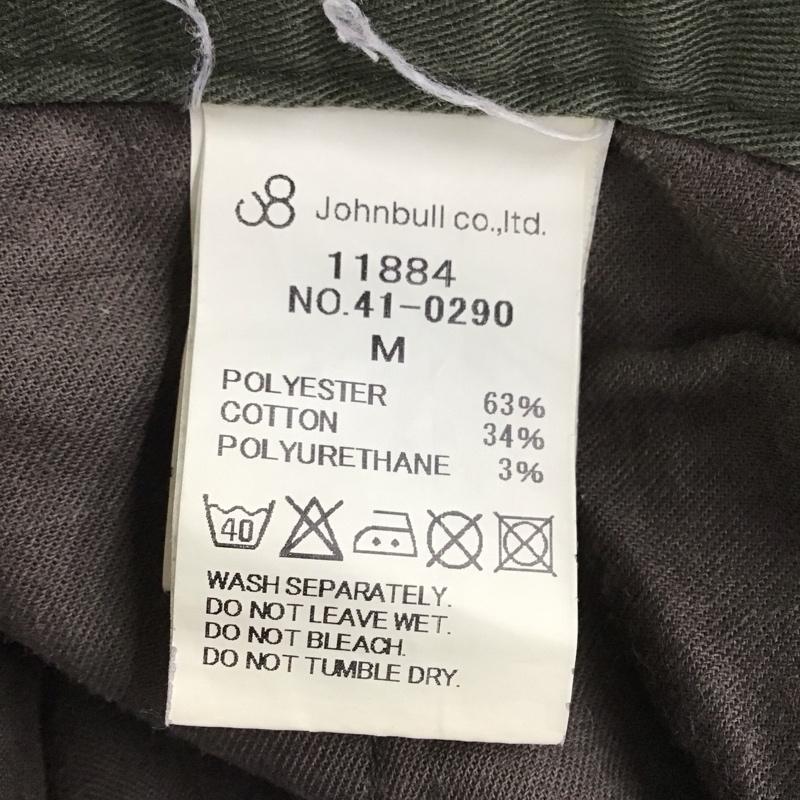 Johnbull co.,ltd.
11884
NO.41-0290
M
POLYESTER 63%
COTTON 34%
POLYURETHANE 3%
40
WASH SEPARATELY.
DO NOT LEAVE WET.
DO NOT BLEACH.
DO NOT TUMBLE DRY.